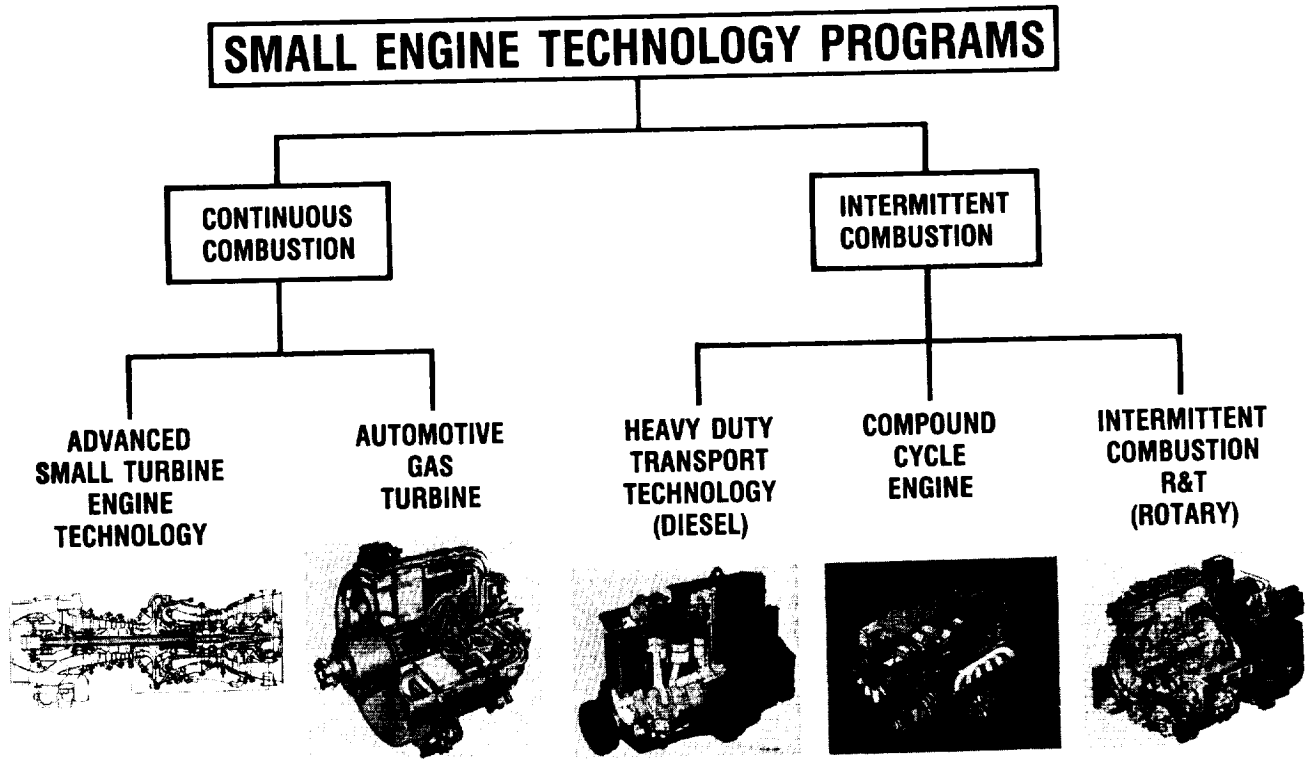 SMALL ENGINE TECHNOLOGY PROGRAMS
CONTINUOUS
COMBUSTION
INTERMITTENT
COMBUSTION
ADVANCED
SMALL TURBINE
ENGINE
TECHNOLOGY
AUTOMOTIVE
GAS
TURBINE
HEAVY DUTY
TRANSPORT
TECHNOLOGY
(DIESEL)
COMPOUND
CYCLE
ENGINE
INTERMITTENT
COMBUSTION
R&T
(ROTARY)